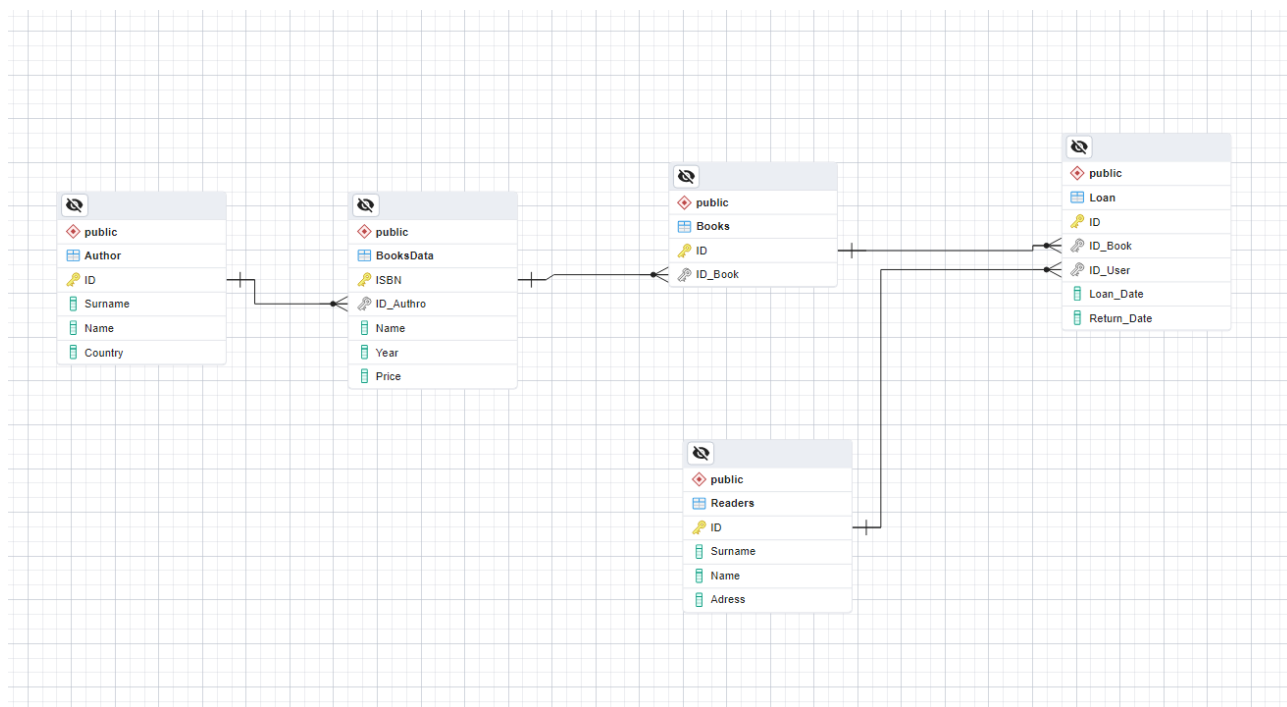 public
Author
ID
Surname
Name
Country
public
BooksData
ISBN
ID_Authro
Name
Year
Price
public
Books
ID
ID_Book
public
Loan
ID
ID_Book
ID_User
Loan_Date
Return_Date
public
Readers
ID
Surname
Name
Adress